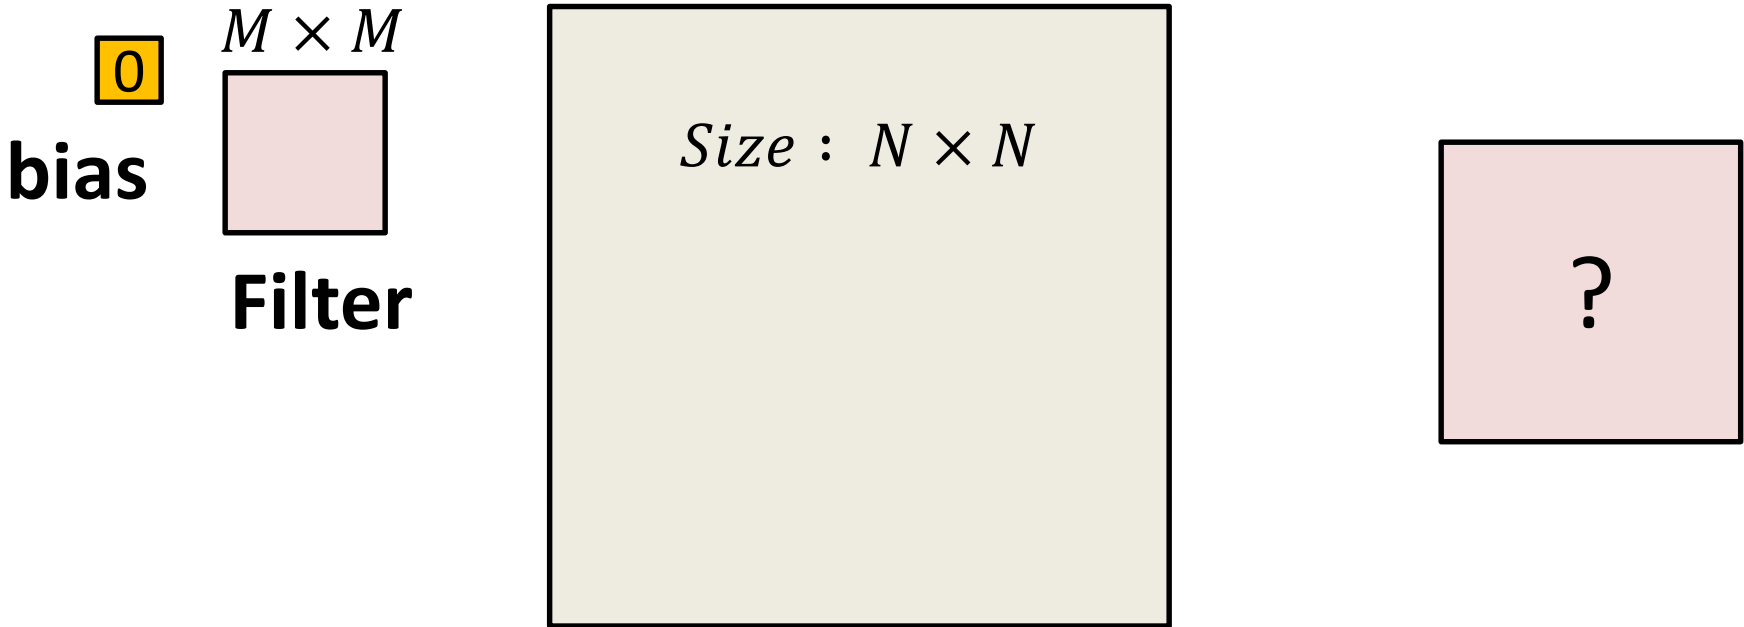 M × M
0
bias
Filter
Size : N × N
?